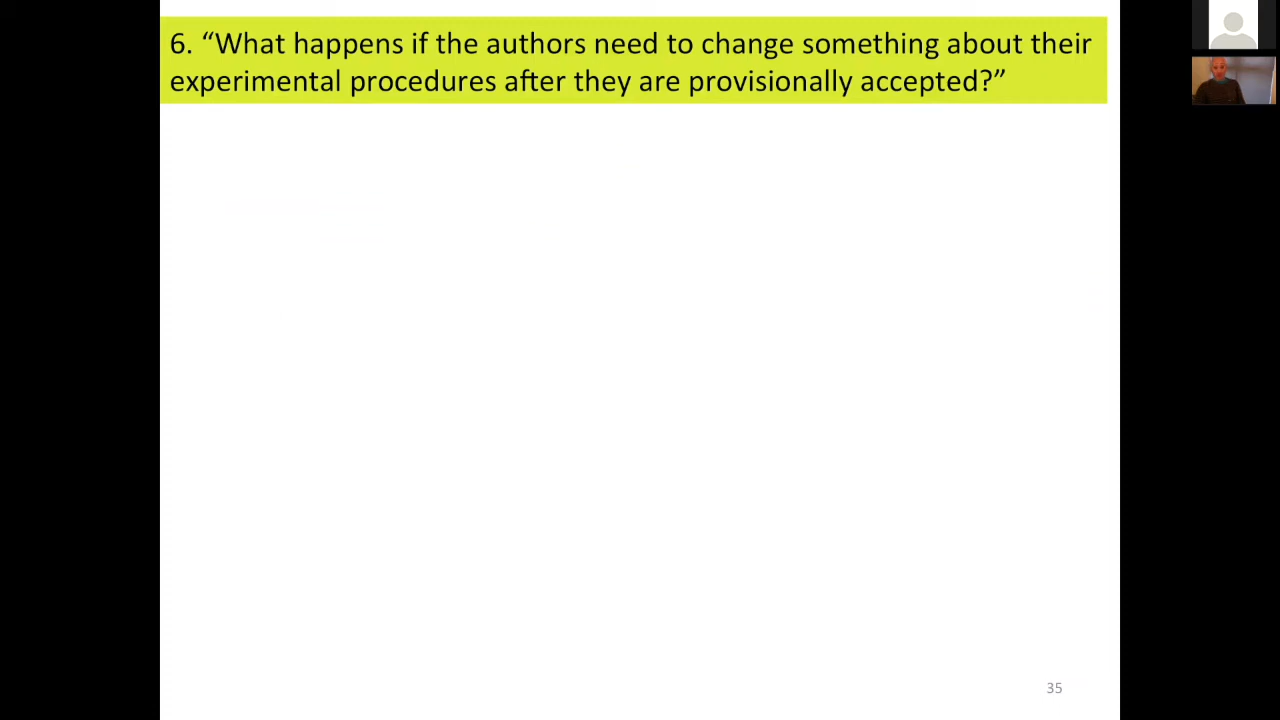 6. “What happens if the authors need to change something about their
experimental procedures after they are provisionally accepted?”
35